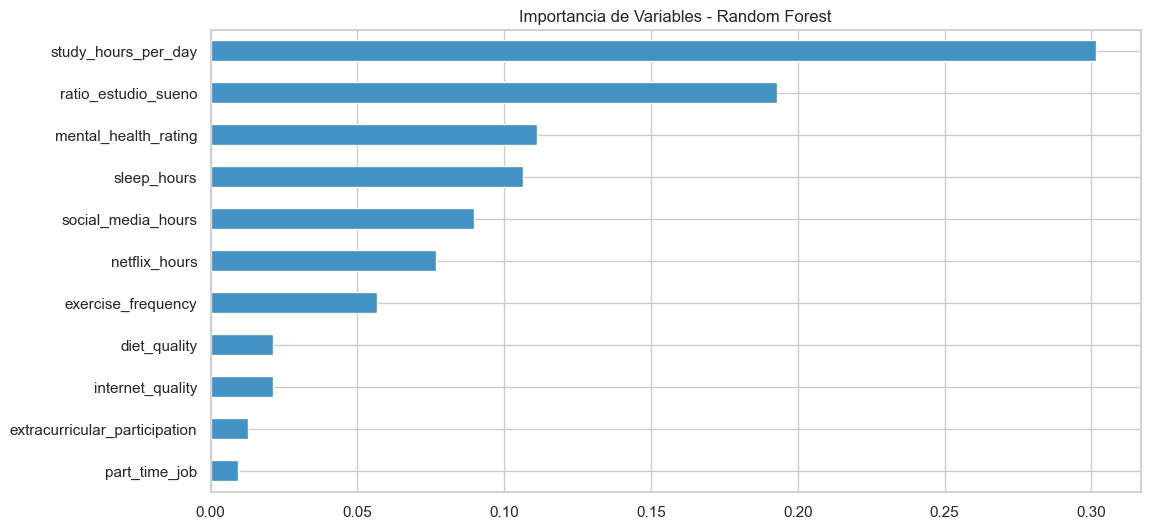 Importancia de Variables - Random Forest
study_hours_per_day
ratio_estudio_sueno
mental_health_rating
sleep_hours
social_media_hours
netflix_hours
exercise_frequency
diet_quality
internet_quality
extracurricular_participation
part_time_job
0.00 0.05 0.10 0.15 0.20 0.25 0.30